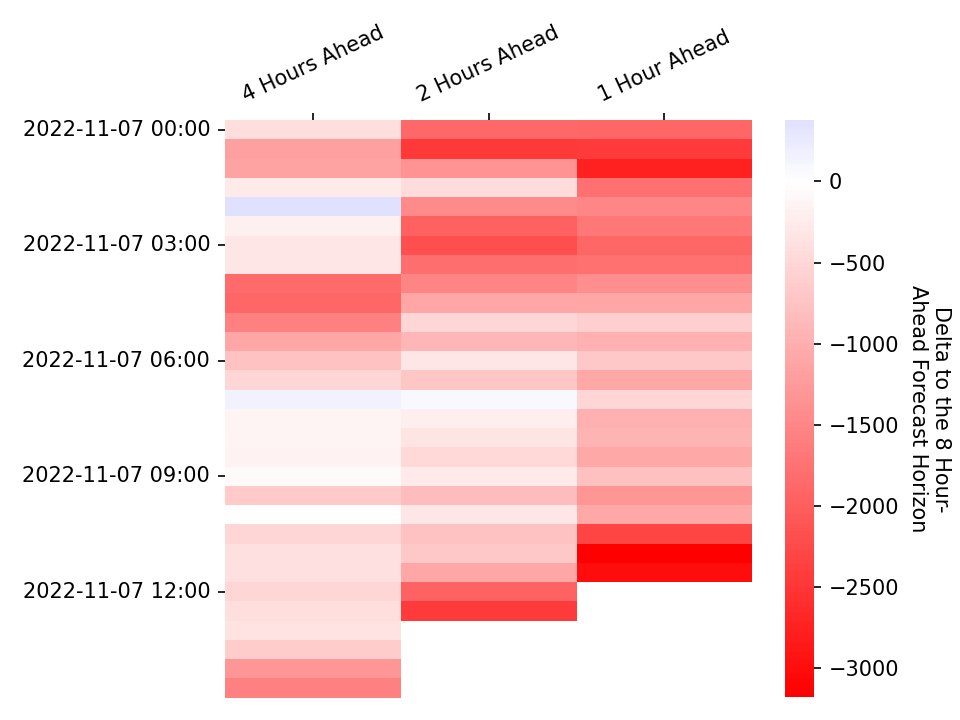 4 Hours Ahead
2 Hours Ahead
1 Hour Ahead
2022-11-07 00:00
2022-11-07 03:00
2022-11-07 06:00
2022-11-07 09:00
2022-11-07 12:00
0
−500
−1000
−1500
−2000
−2500
−3000
Delta to the 8 Hour-
Ahead Forecast Horizon